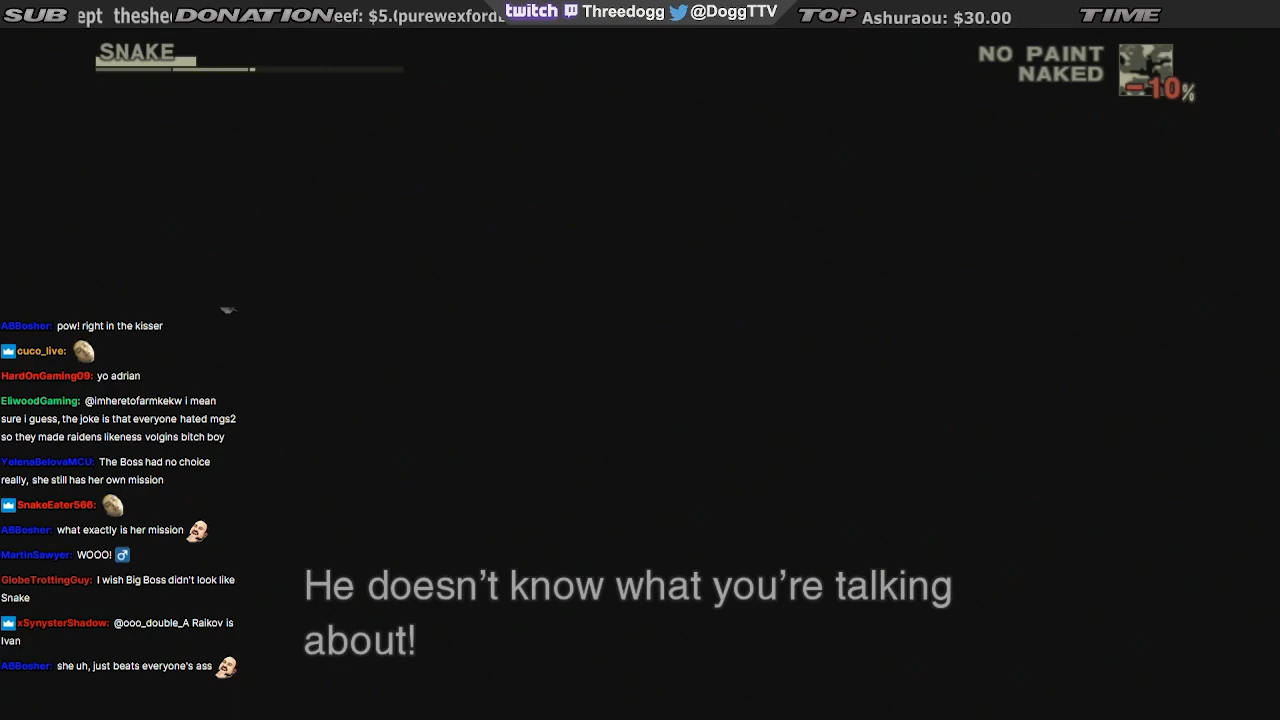 SUB ept theshe DONATION eef: $5.(purewexford twitch Threedogg @DoggTTV TOP Ashuraou: $30.00 TIME
SNAKE
NO PAINT
NAKED
-10%
ABBosher: pow! right in the kisser
cuco_live:
HardOnGaming09: yo adrian
EliwoodGaming: @imheretofarmkekw i mean
sure i guess, the joke is that everyone hated mgs2
so they made raidens likeness volgins bitch boy
YelenaBelovaMCU: The Boss had no choice
really, she still has her own mission
SnakeEater566:
ABBosher: what exactly is her mission
MartinSawyer: WOOO! ♂
GlobeTrottingGuy: I wish Big Boss didn't look like
Snake
xSynysterShadow: @ooo_double_A Raikov is
Ivan
ABBosher: she uh, just beats everyone's ass
He doesn't know what you're talking
about!